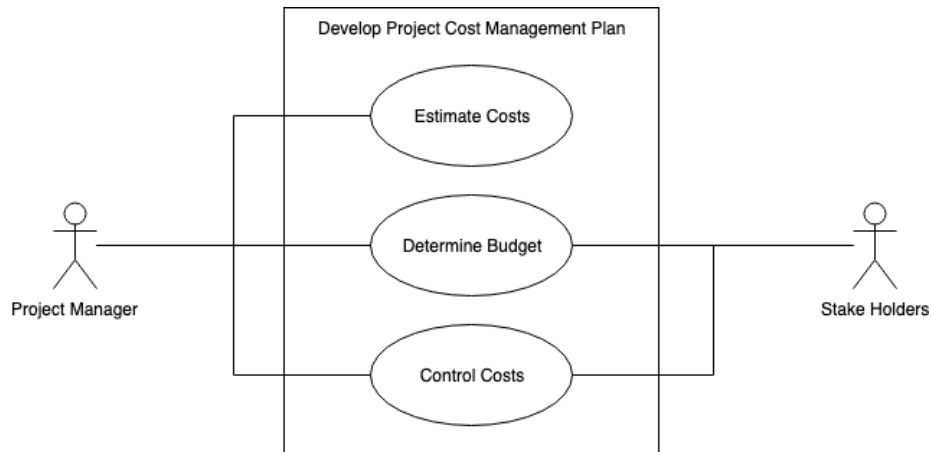 Develop Project Cost Management Plan
Estimate Costs
Determine Budget
Project Manager
Stake Holders
Control Costs